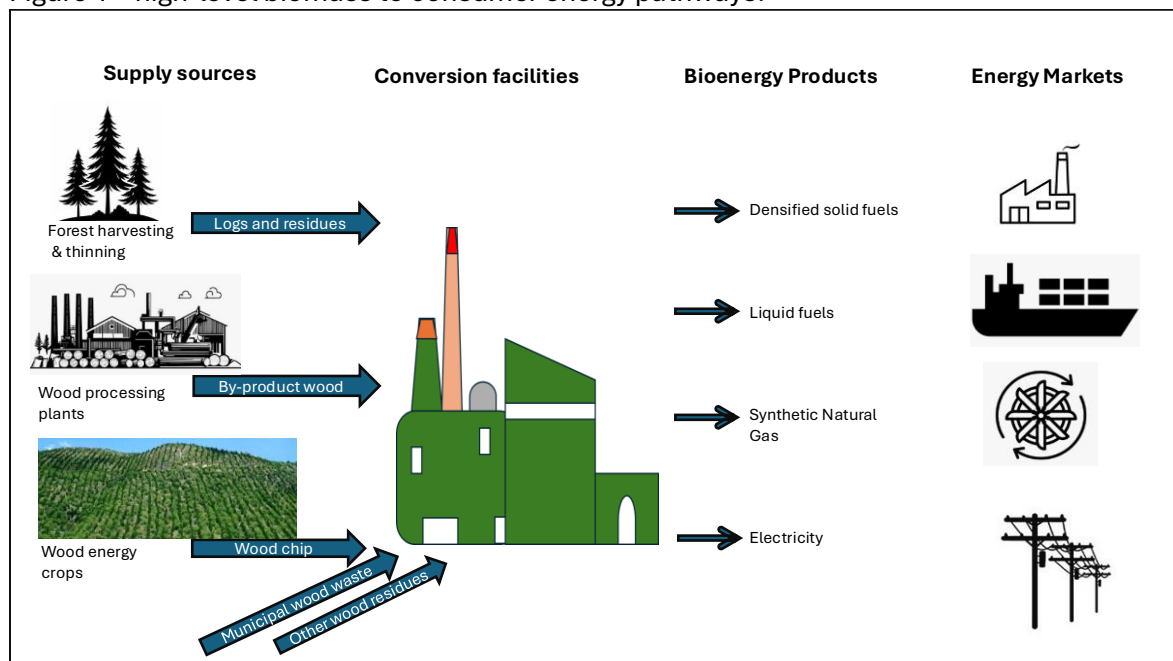 Supply sources
Conversion facilities
Bioenergy Products
Energy Markets
Forest harvesting
& thinning
Logs and residues
Wood processing
plants
By-product wood
Wood energy
crops
Wood chip
Municipal wood waste
Other wood residues
Densified solid fuels
Liquid fuels
Synthetic Natural
Gas
Electricity